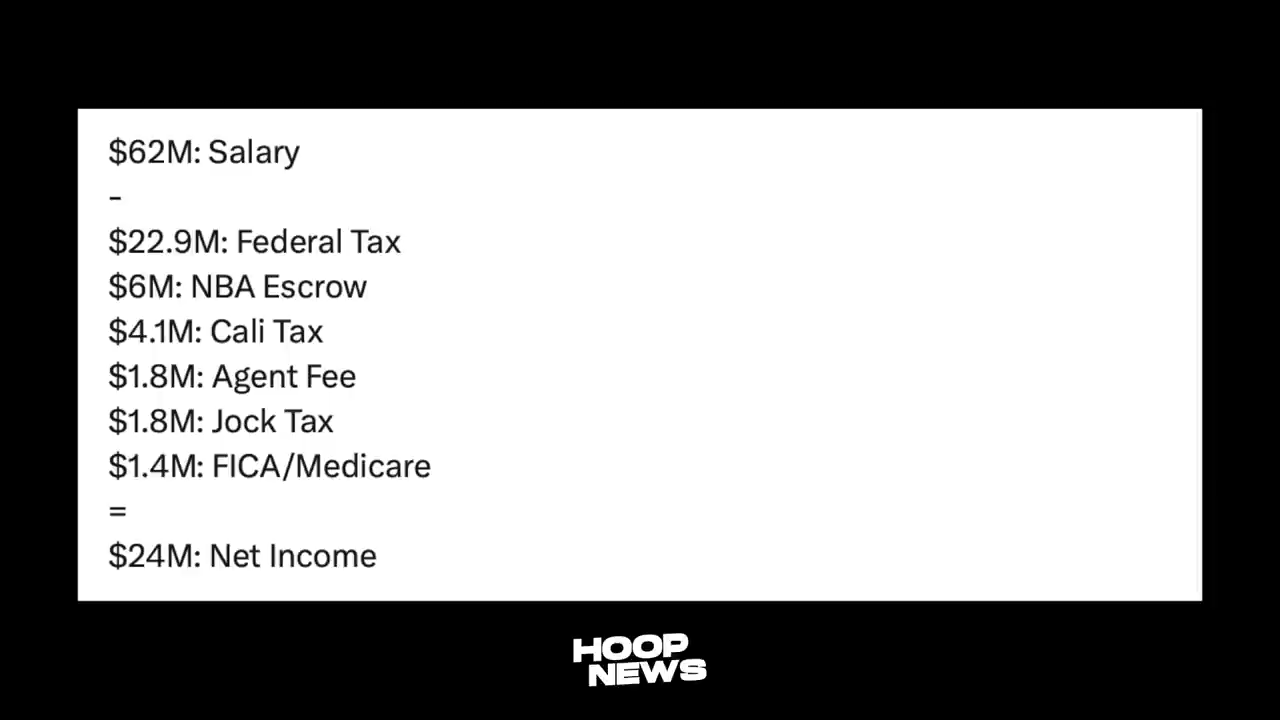 $62M: Salary
-
$22.9M: Federal Tax
$6M: NBA Escrow
$4.1M: Cali Tax
$1.8M: Agent Fee
$1.8M: Jock Tax
$1.4M: FICA/Medicare
=
$24M: Net Income
HOOP
NEWS